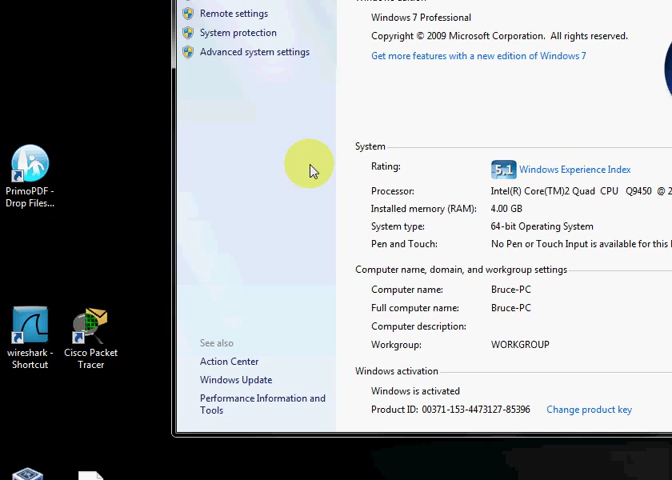 Remote settings
System protection
Advanced system settings
Windows 7 Professional
Copyright © 2009 Microsoft Corporation. All rights reserved.
Get more features with a new edition of Windows 7
System
Rating: 5.1 Windows Experience Index
Processor: Intel(R) Core(TM)2 Quad CPU Q9450 @ 2
Installed memory (RAM): 4.00 GB
System type: 64-bit Operating System
Pen and Touch: No Pen or Touch Input is available for this
Computer name, domain, and workgroup settings
Computer name: Bruce-PC
Full computer name: Bruce-PC
Computer description:
Workgroup: WORKGROUP
Windows activation
Windows is activated
Product ID: 00371-153-4473127-85396 Change product key
See also
Action Center
Windows Update
Performance Information and
Tools
PrimoPDF -
Drop Files...
wireshark -
Shortcut
Cisco Packet
Tracer